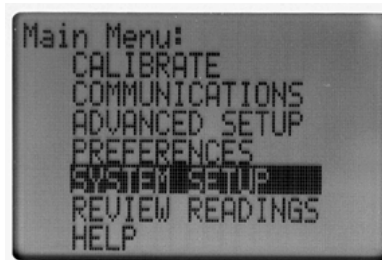 Main Menu:
CALIBRATE
COMMUNICATIONS
ADVANCED SETUP
PREFERENCES
SYSTEM SETUP
REVIEW READINGS
HELP